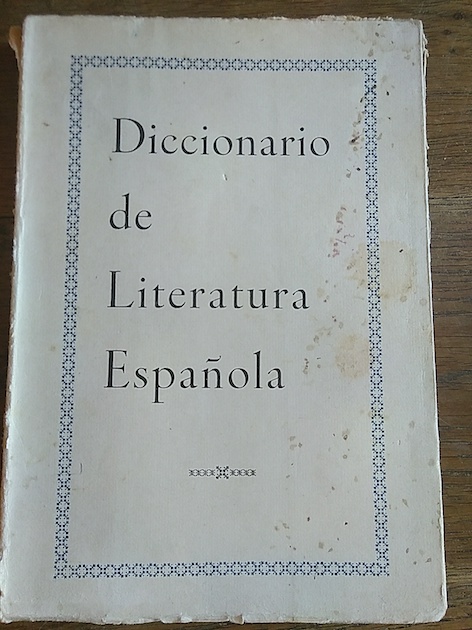 Diccionario
de
Literatura
Española